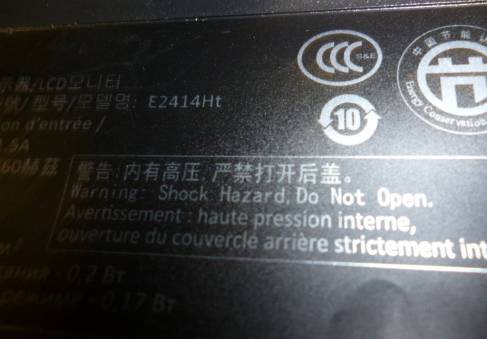 示器/LCD모니터
號/型号/모델명: E2414Ht
ion d'entrée /
.5A
60赫兹
警告: 内有高压, 严禁打开后盖。
Warning: Shock Hazard, Do Not Open.
Avertissement : haute pression interne,
ouverture du couvercle arrière strictement int
0.2 Вт
0.17 Вт
CCC
S&E
10
Energy Conservation